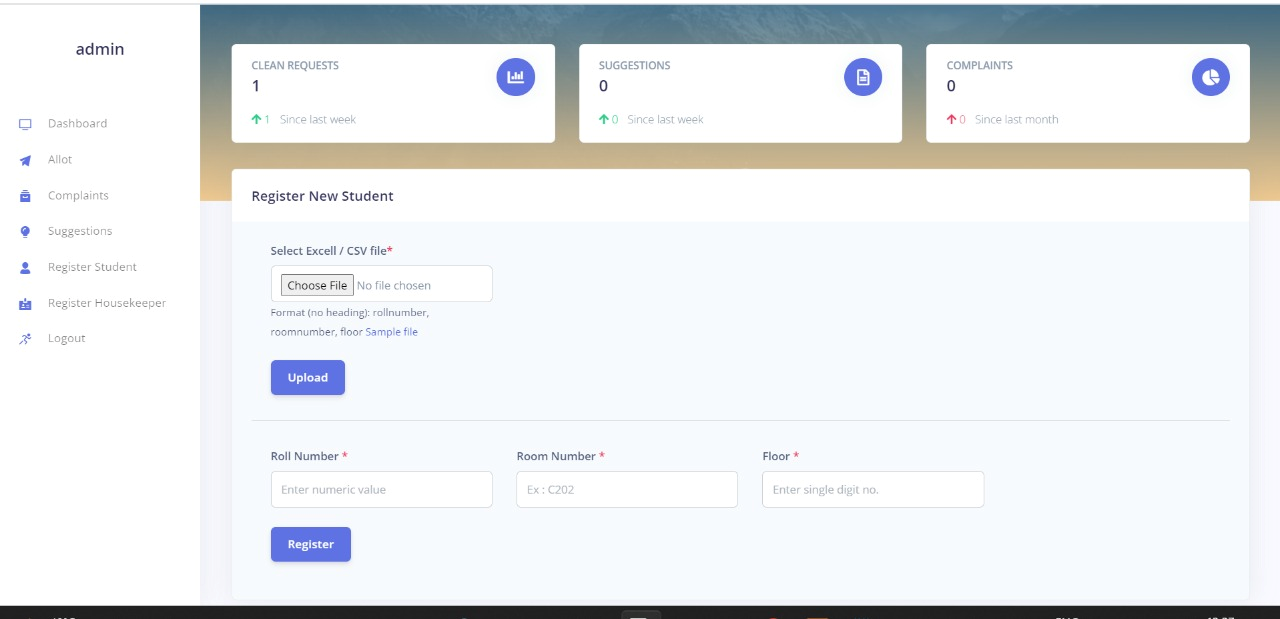 admin
Dashboard
Allot
Complaints
Suggestions
Register Student
Register Housekeeper
Logout
CLEAN REQUESTS
1
1 Since last week
SUGGESTIONS
0
0 Since last week
COMPLAINTS
0
0 Since last month
Register New Student
Select Excell / CSV file*
Choose File No file chosen
Format (no heading): rollnumber,
roomnumber, floor Sample file
Upload
Roll Number *
Room Number *
Floor *
Enter numeric value
Ex : C202
Enter single digit no.
Register